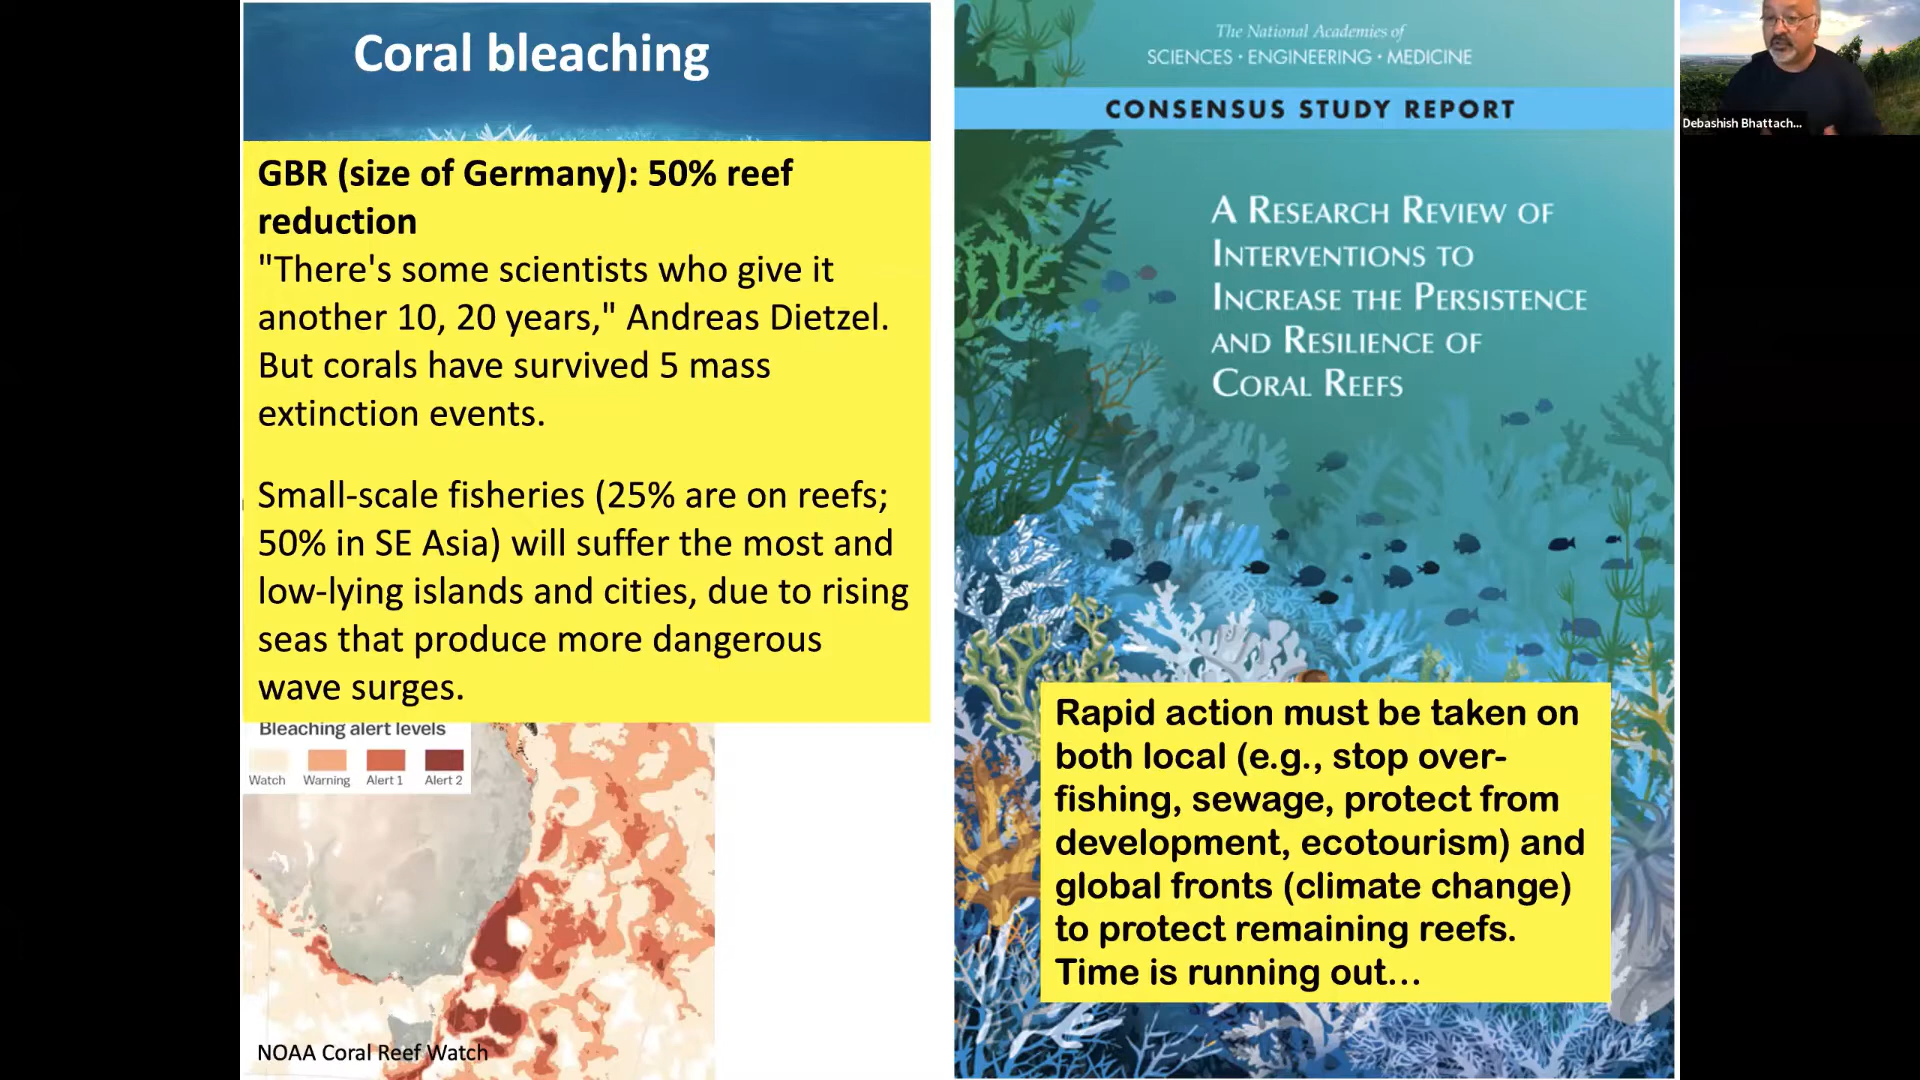 Coral bleaching
GBR (size of Germany): 50% reef
reduction
"There's some scientists who give it
another 10, 20 years," Andreas Dietzel.
But corals have survived 5 mass
extinction events.
Small-scale fisheries (25% are on reefs;
50% in SE Asia) will suffer the most and
low-lying islands and cities, due to rising
seas that produce more dangerous
wave surges.
Bleaching alert levels
Watch Warning Alert 1 Alert 2
NOAA Coral Reef Watch
The National Academies of
SCIENCES • ENGINEERING • MEDICINE
CONSENSUS STUDY REPORT
A RESEARCH REVIEW OF
INTERVENTIONS TO
INCREASE THE PERSISTENCE
AND RESILIENCE OF
CORAL REEFS
Rapid action must be taken on
both local (e.g., stop over-
fishing, sewage, protect from
development, ecotourism) and
global fronts (climate change)
to protect remaining reefs.
Time is running out...
Debashish Bhattach...